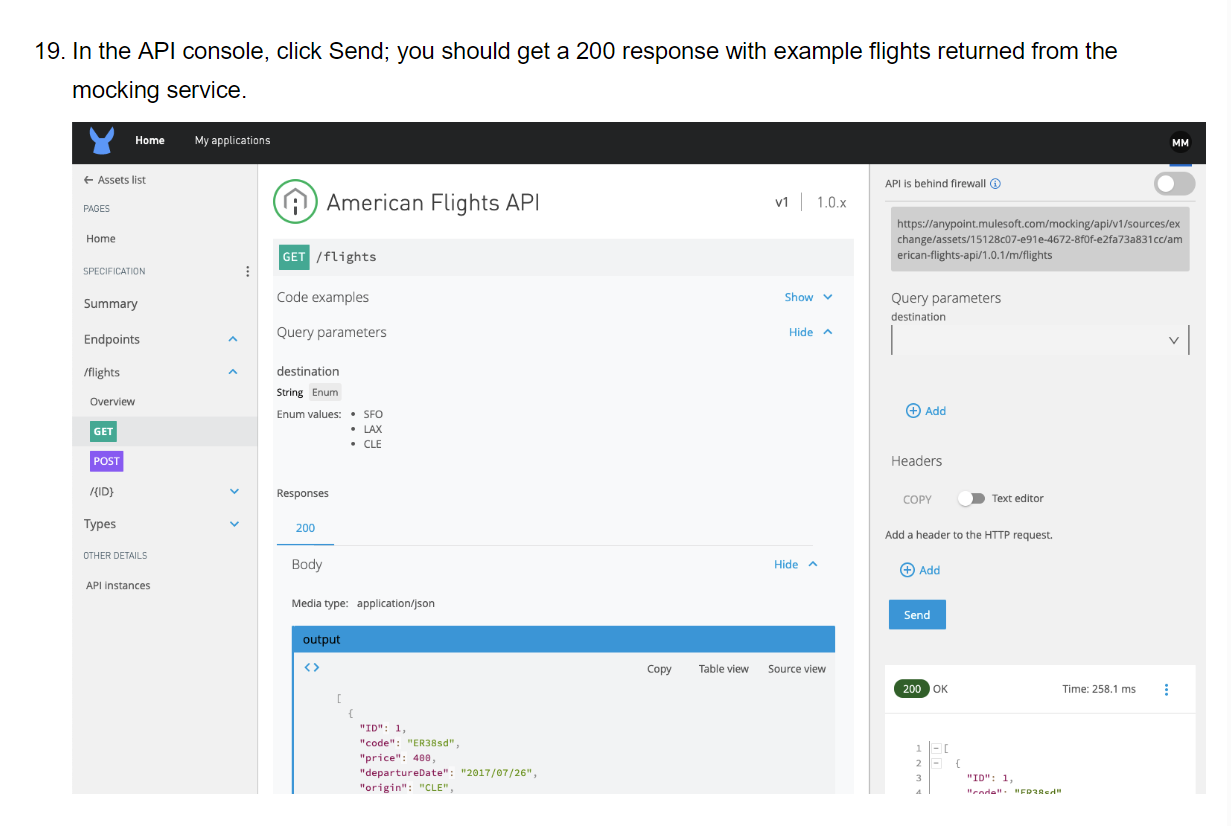 19. In the API console, click Send; you should get a 200 response with example flights returned from the
mocking service.
Home My applications MM
← Assets list
PAGES
Home
SPECIFICATION
Summary
Endpoints
/flights
Overview
GET
POST
/{ID}
Types
OTHER DETAILS
API instances
American Flights API v1 1.0.x
GET /flights
Code examples Show
Query parameters Hide
destination
String Enum
Enum values: • SFO
• LAX
• CLE
Responses
200
Body Hide
Media type: application/json
output
<> Copy Table view Source view
[
{
"ID": 1,
"code": "ER38sd",
"price": 400,
"departureDate": "2017/07/26",
"origin": "CLE",
API is behind firewall
https://anypoint.mulesoft.com/mocking/api/v1/sources/ex
change/assets/15128c07-e91e-4672-8f0f-e2fa73a831cc/am
erican-flights-api/1.0.1/m/flights
Query parameters
destination
Add
Headers
COPY Text editor
Add a header to the HTTP request.
Add
Send
200 OK Time: 258.1 ms
1 [
2 {
3 "ID": 1,
4 "code": "ER38sd"